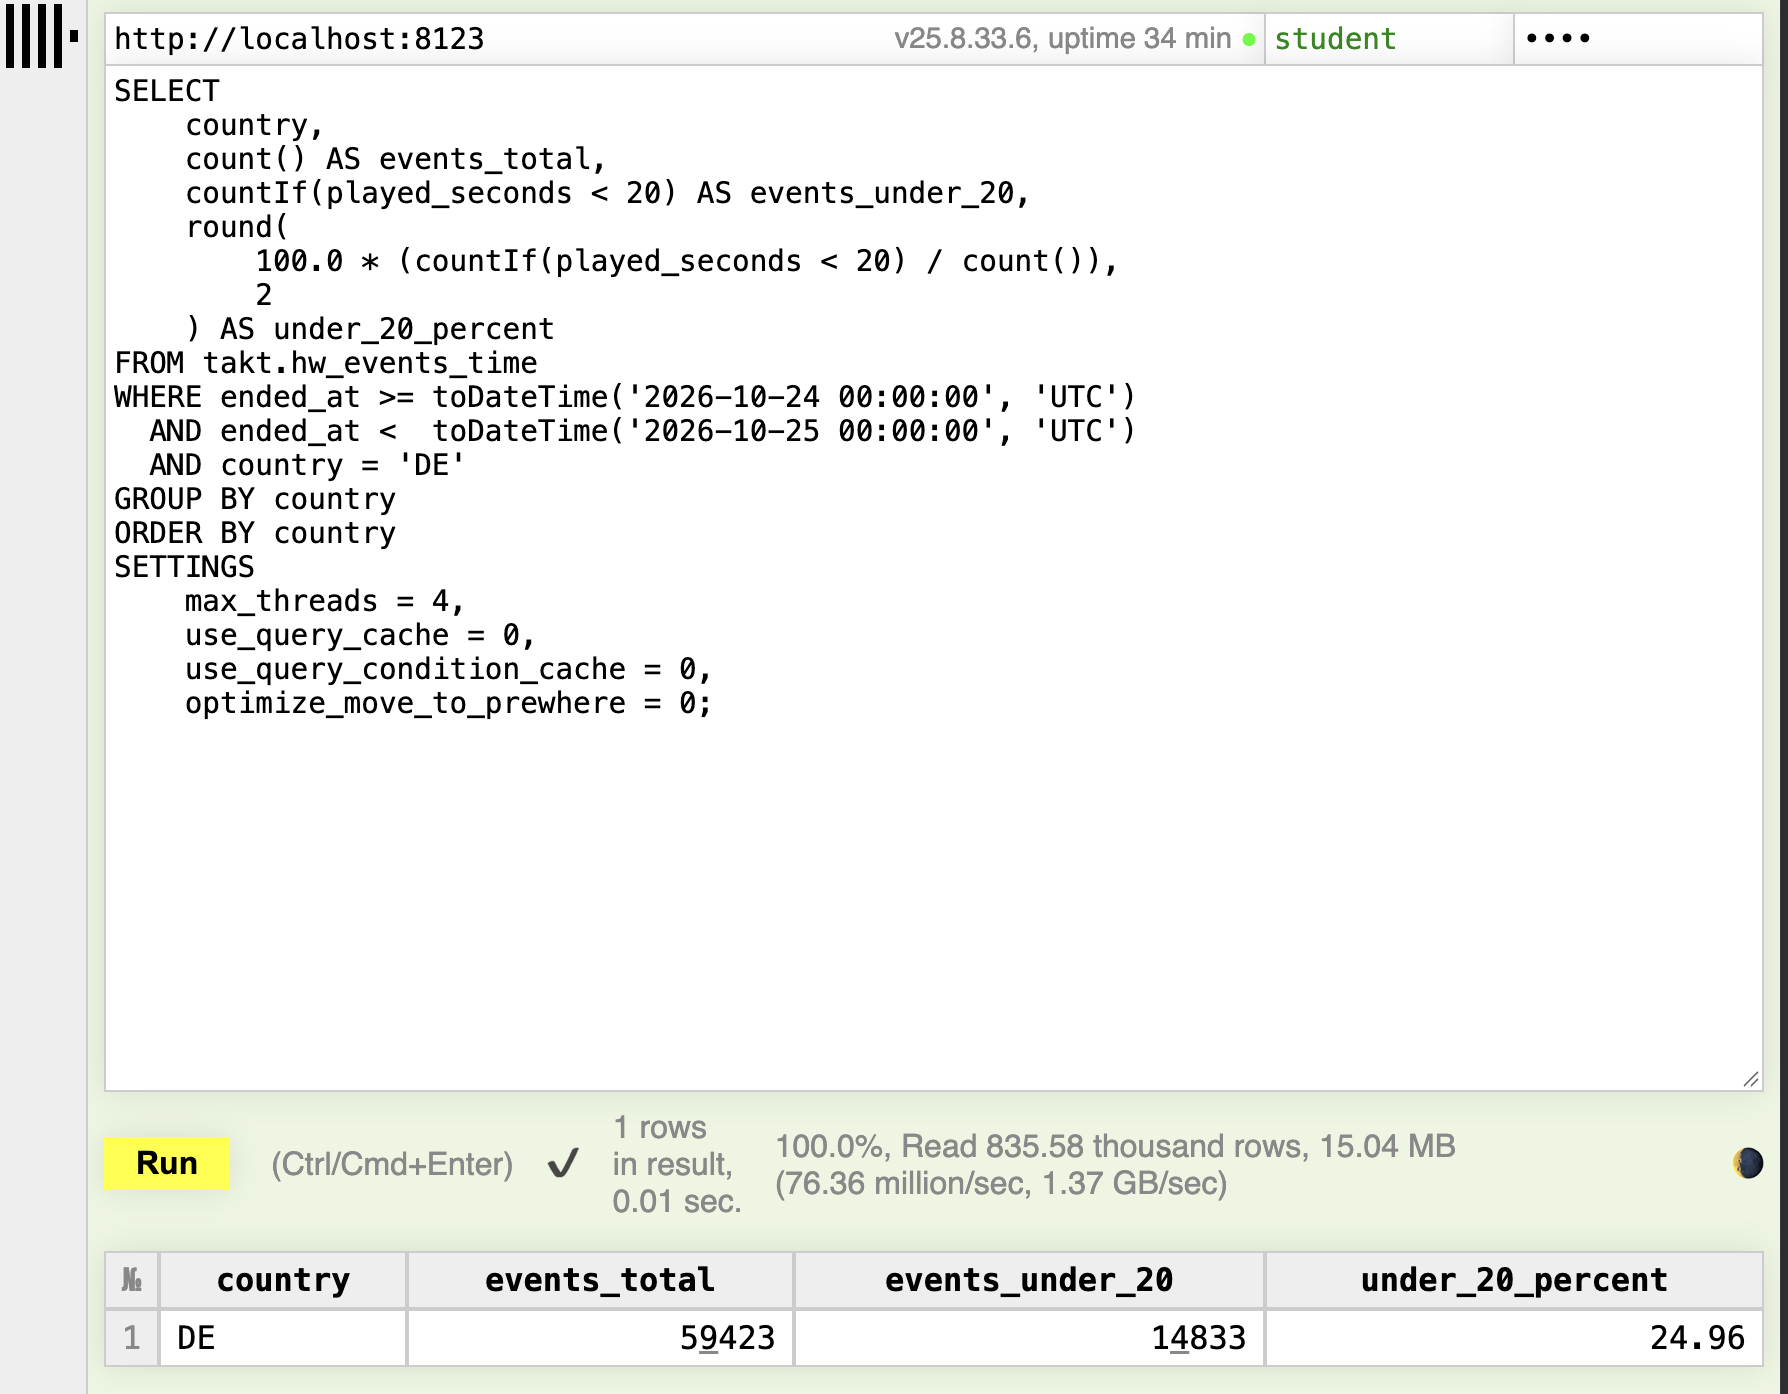 http://localhost:8123 v25.8.33.6, uptime 34 min student ••••
SELECT
    country,
    count() AS events_total,
    countIf(played_seconds < 20) AS events_under_20,
    round(
        100.0 * (countIf(played_seconds < 20) / count()),
        2
    ) AS under_20_percent
FROM takt.hw_events_time
WHERE ended_at >= toDateTime('2026-10-24 00:00:00', 'UTC')
  AND ended_at <  toDateTime('2026-10-25 00:00:00', 'UTC')
  AND country = 'DE'
GROUP BY country
ORDER BY country
SETTINGS
    max_threads = 4,
    use_query_cache = 0,
    use_query_condition_cache = 0,
    optimize_move_to_prewhere = 0;
Run (Ctrl/Cmd+Enter) ✔
1 rows
in result,
0.01 sec.
100.0%, Read 835.58 thousand rows, 15.04 MB
(76.36 million/sec, 1.37 GB/sec)
№ country events_total events_under_20 under_20_percent
1 DE 59423 14833 24.96